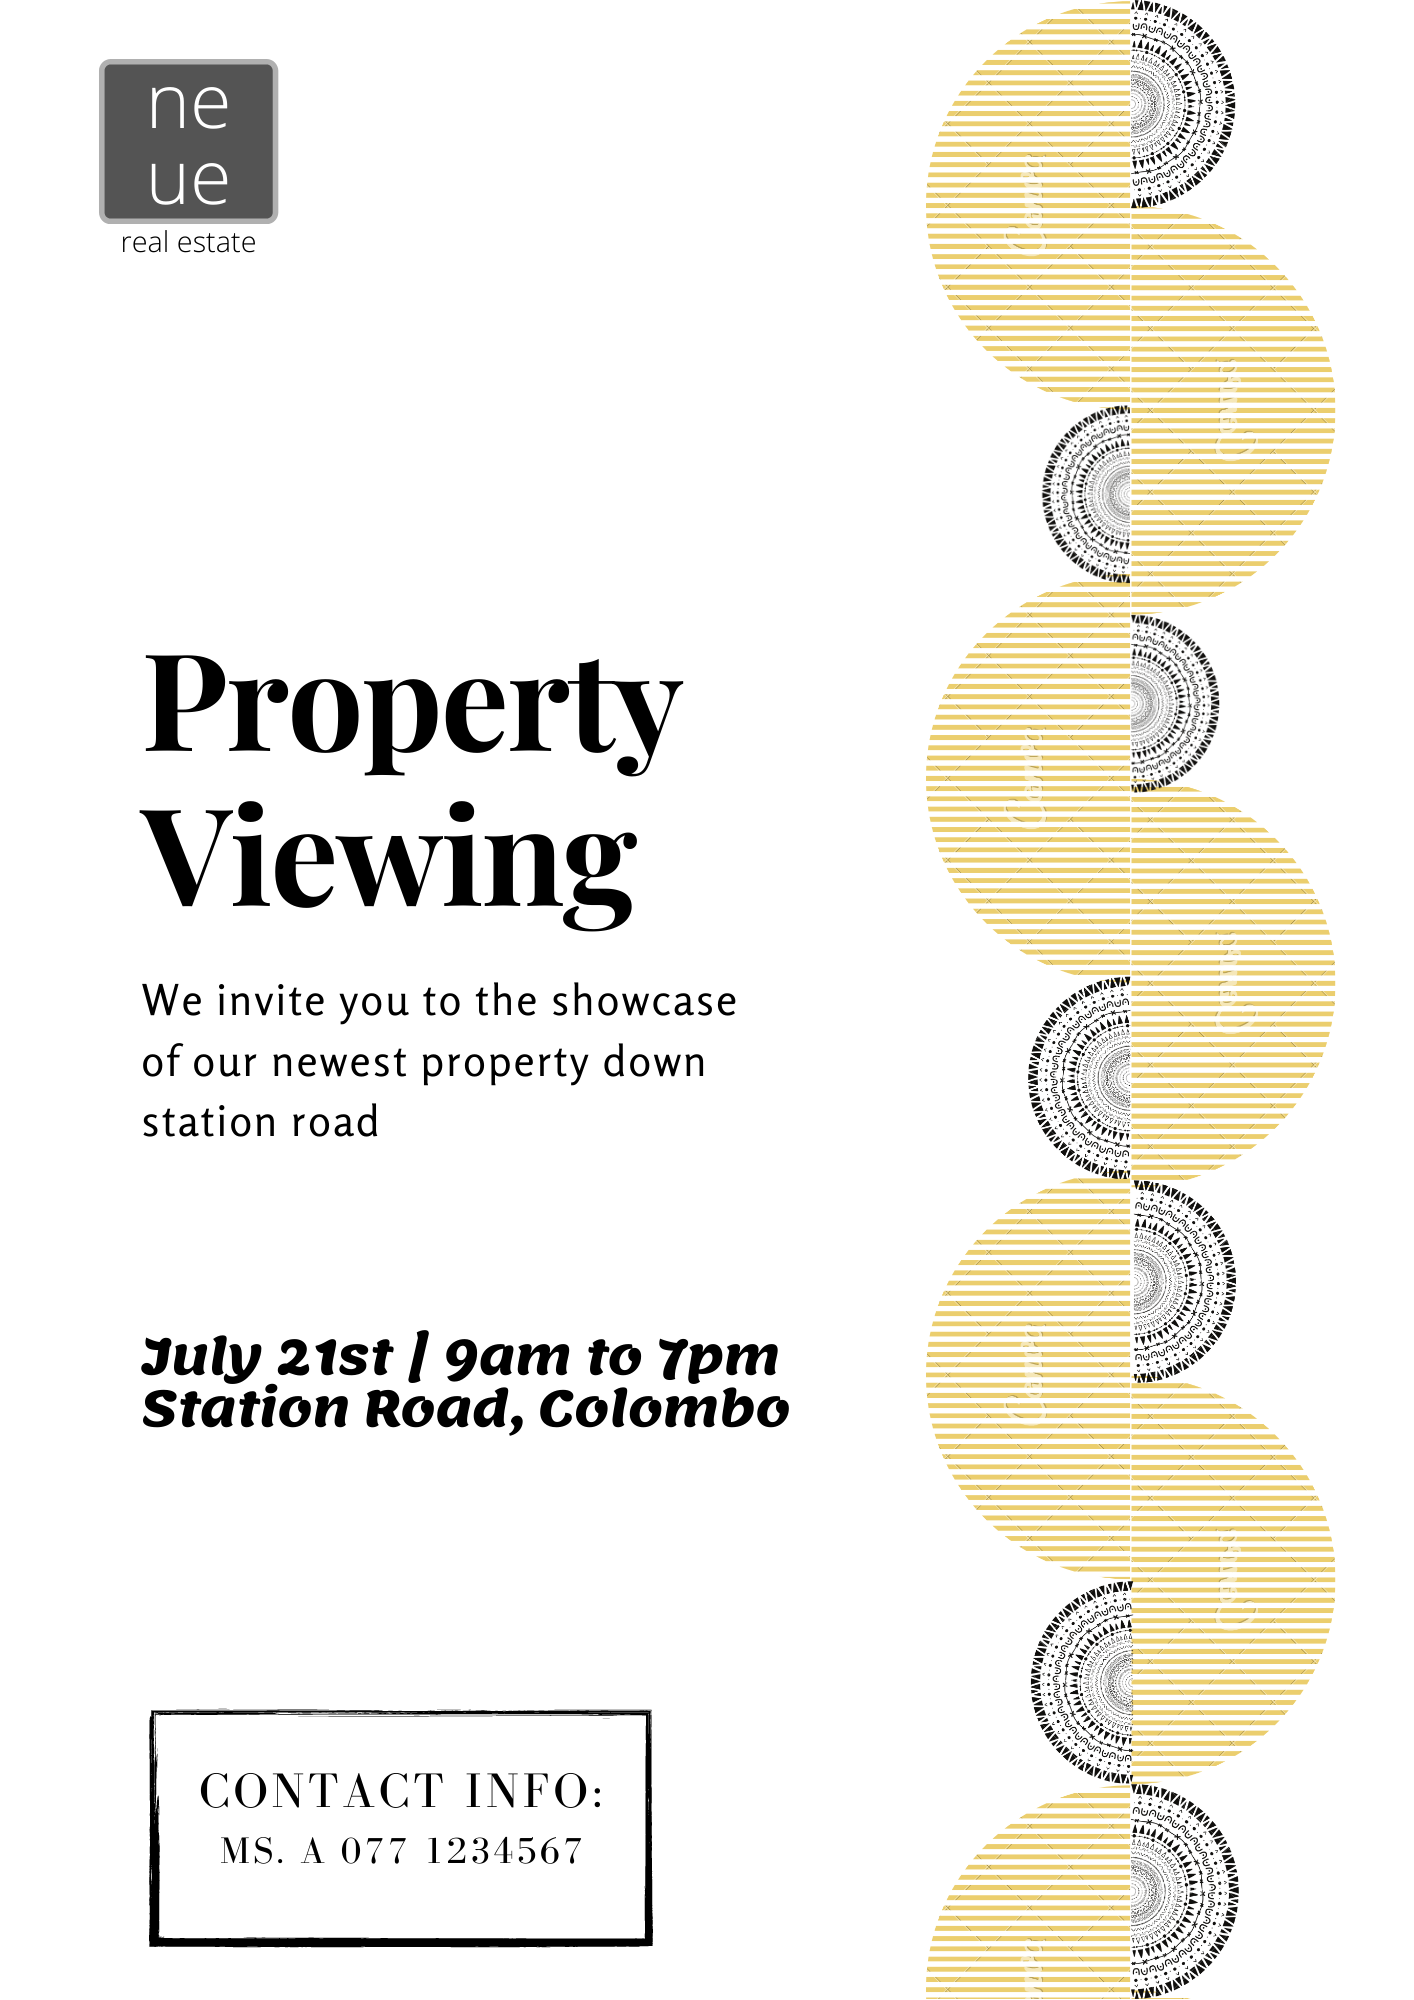 ne
ue
real estate
Property
Viewing
We invite you to the showcase
of our newest property down
station road
July 21st / 9am to 7pm
Station Road, Colombo
CONTACT INFO:
MS. A 077 1234567